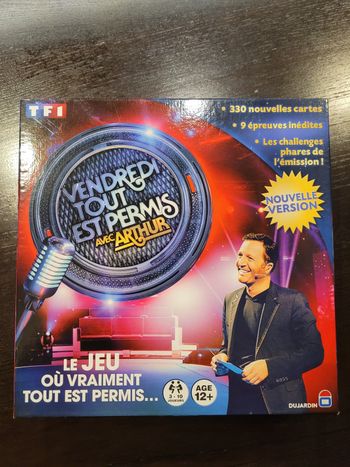 TF1
• 330 nouvelles cartes
• 9 épreuves inédites
• Les challenges
phares de
l'émission !
NOUVELLE
VERSION
VENDREDI
TOUT
EST PERMIS
AVEC ARTHUR
LE JEU
OÙ VRAIMENT
TOUT EST PERMIS...
3 - 10
JOUEURS
AGE
12+
DUJARDIN